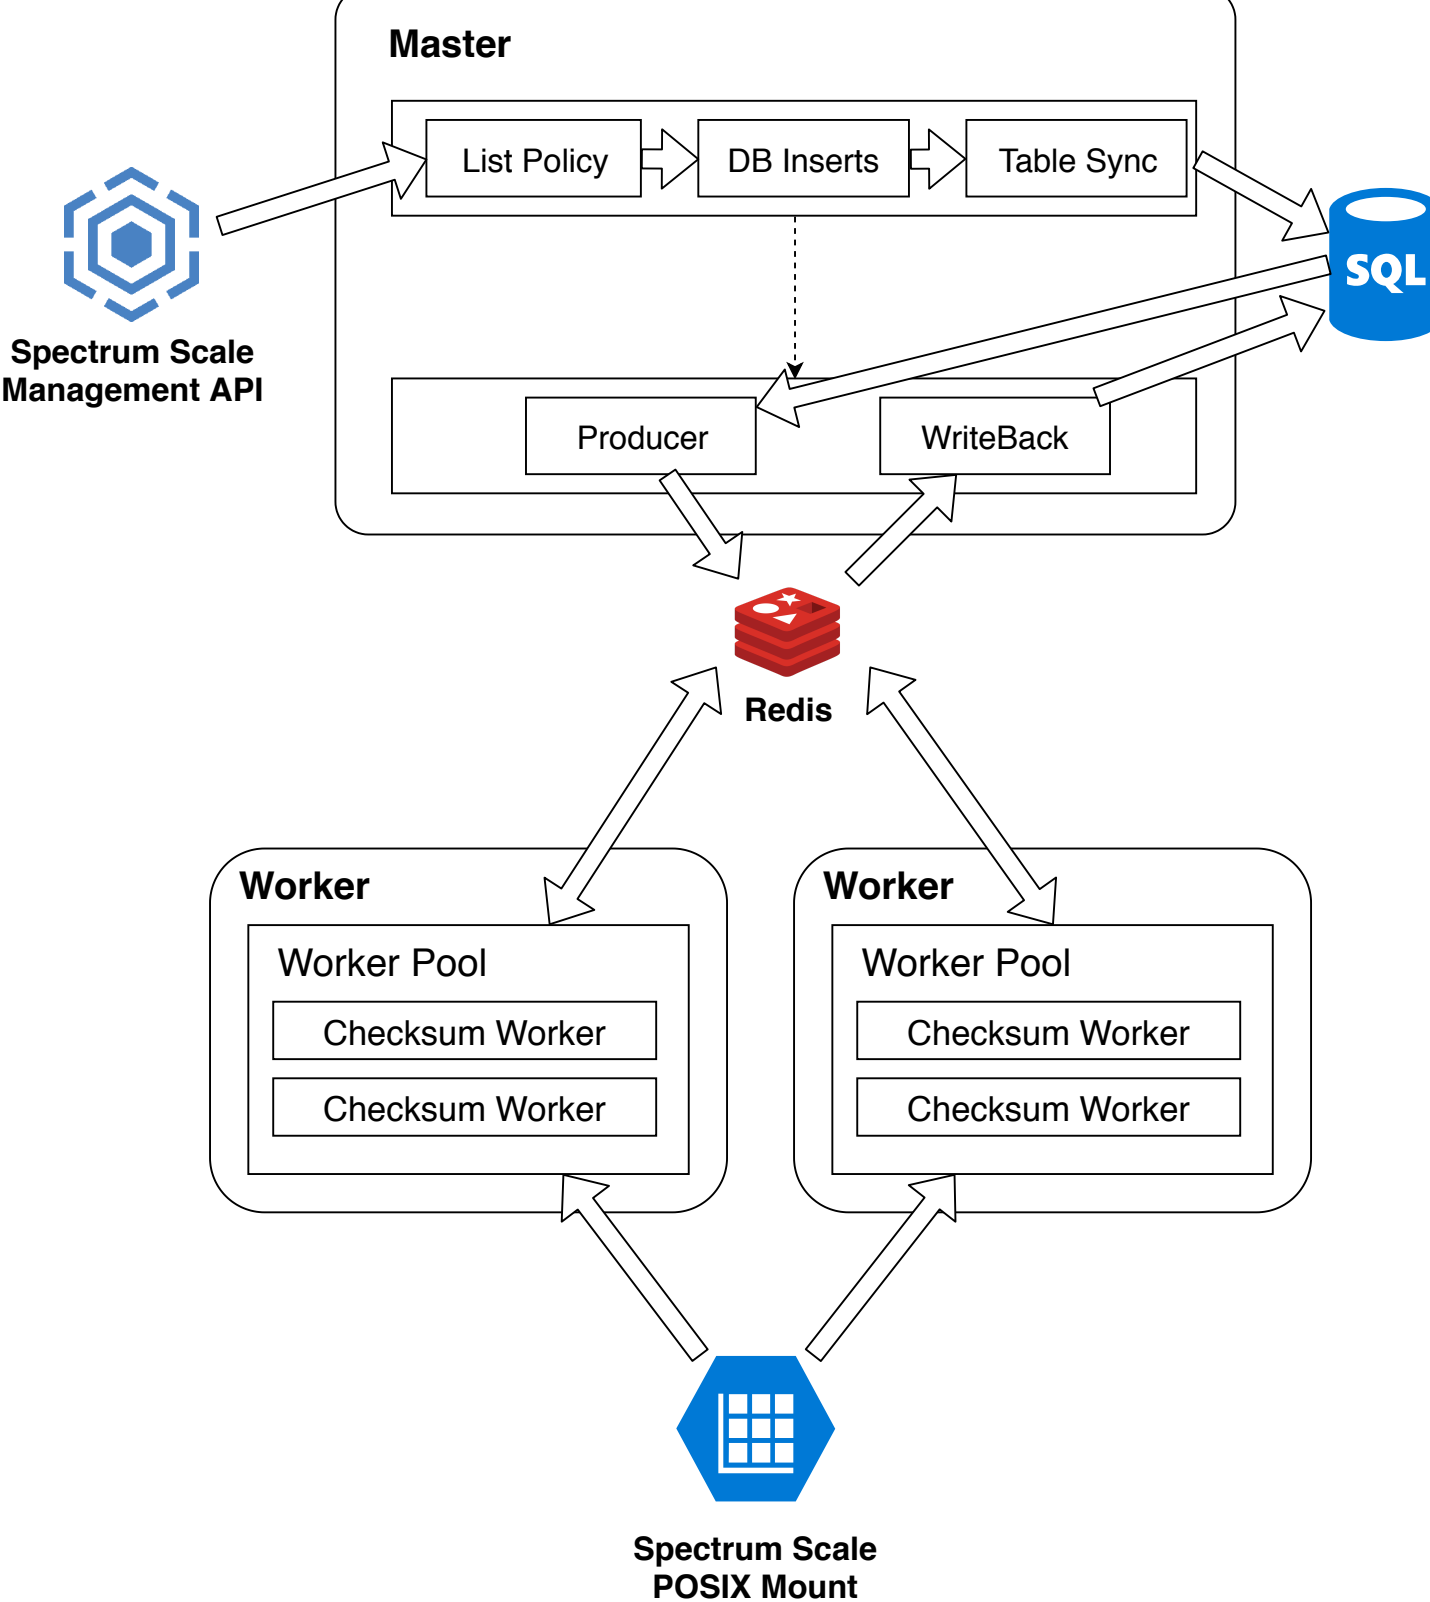 Master
List Policy
DB Inserts
Table Sync
SQL
Spectrum Scale
Management API
Producer
WriteBack
Redis
Worker
Worker Pool
Checksum Worker
Checksum Worker
Worker
Worker Pool
Checksum Worker
Checksum Worker
Spectrum Scale
POSIX Mount